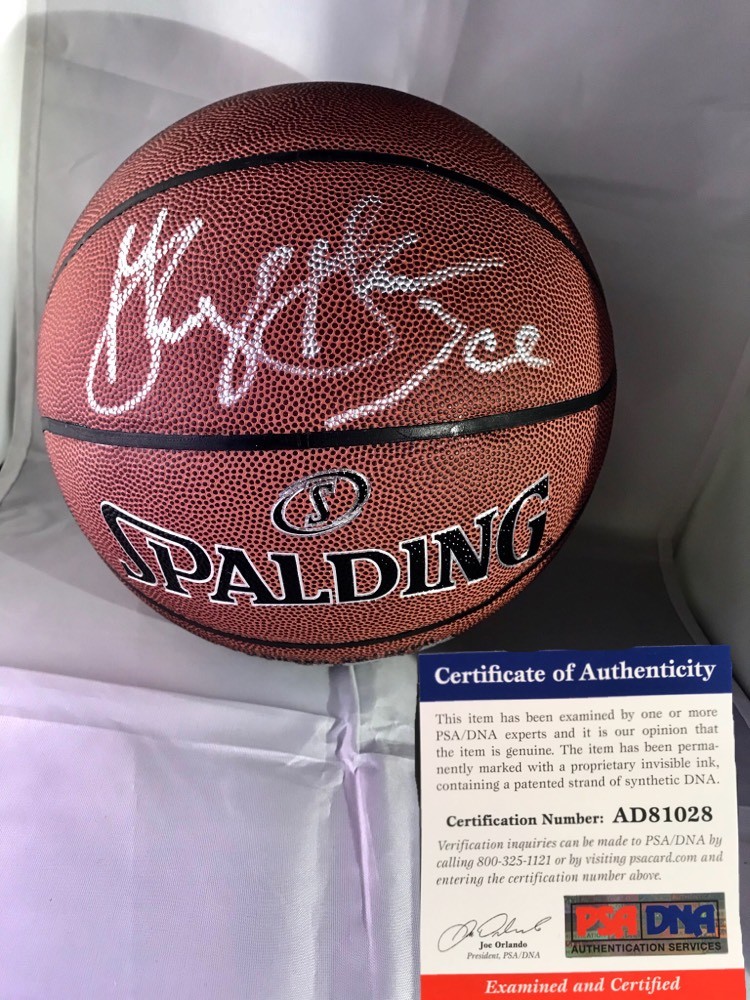 Ice
S
SPALDING
Certificate of Authenticity
This item has been examined by one or more
PSA/DNA experts and it is our opinion that
the item is genuine. The item has been perma-
nently marked with a proprietary invisible ink,
containing a patented strand of synthetic DNA.
Certification Number: AD81028
Verification inquiries can be made to PSA/DNA by
calling 800-325-1121 or by visiting psacard.com and
entering the certification number above.
Joe Orlando
President, PSA/DNA
PSA DNA
AUTHENTICATION SERVICES
Examined and Certified